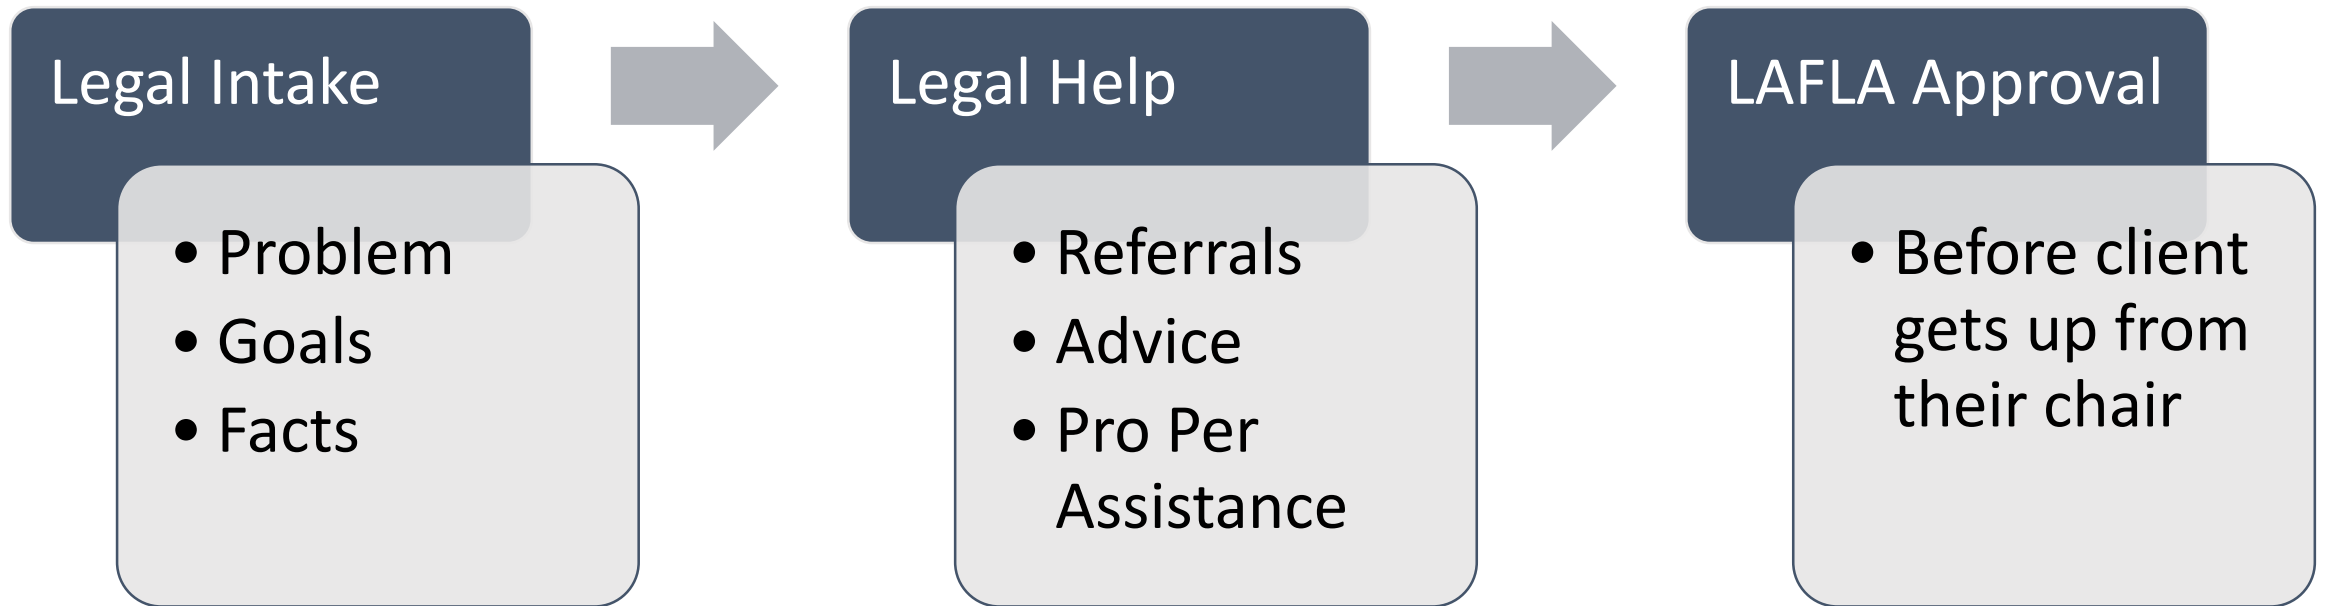 Legal Intake
• Problem
• Goals
• Facts
Legal Help
• Referrals
• Advice
• Pro Per
Assistance
LAFLA Approval
• Before client
gets up from
their chair